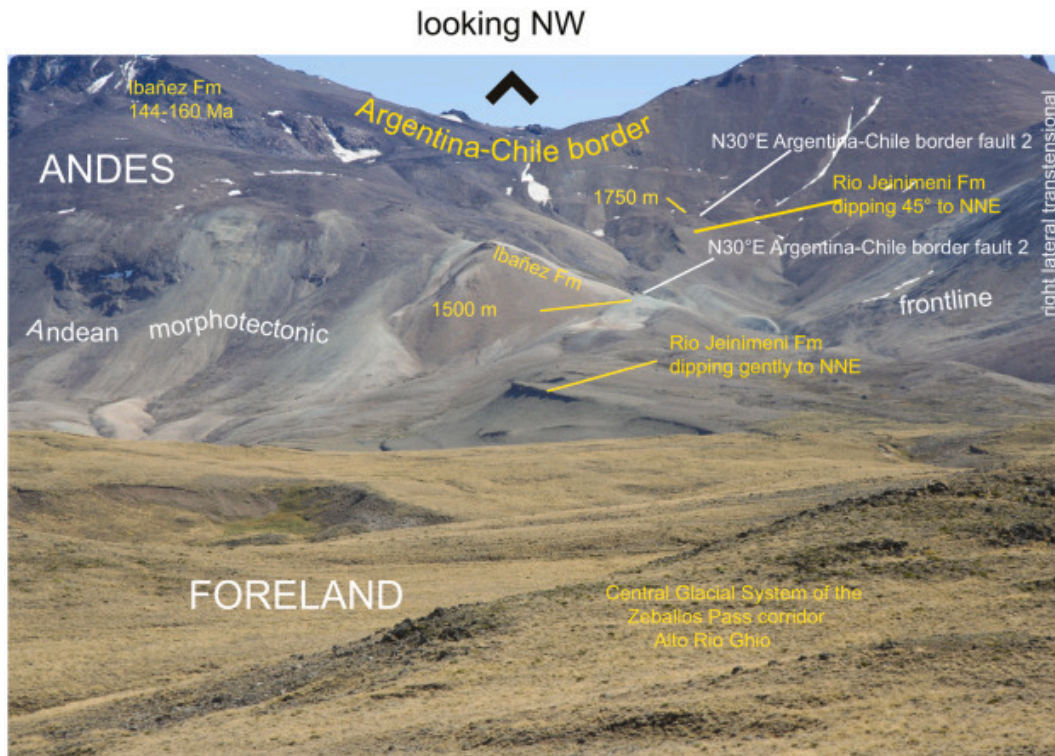 looking NW
Ibañez Fm
144-160 Ma
Argentina-Chile border
ANDES
N30°E Argentina-Chile border fault 2
1750 m
Rio Jeinimeni Fm
dipping 45° to NNE
N30°E Argentina-Chile border fault 2
Ibañez Fm
1500 m
right lateral transtensional
frontline
Andean morphotectonic
Rio Jeinimeni Fm
dipping gently to NNE
FORELAND
Central Glacial System of the
Zeballos Pass corridor
Alto Rio Ghio